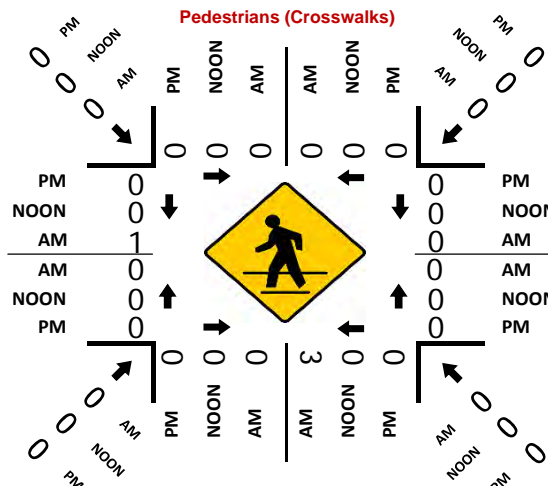 Pedestrians (Crosswalks)
0 PM
0 NOON
0 AM
PM NOON AM AM NOON PM
PM 0
NOON 0
AM 0
0 0 0 0 0 0
PM 0 0 PM
NOON 0 0 NOON
AM 1 0 AM
AM 0 0 AM
NOON 0 0 NOON
PM 0 0 PM
0 0 0 3 0 0
PM NOON AM AM NOON PM
0 AM
0 NOON
0 PM
AM 0
NOON 0
PM 0